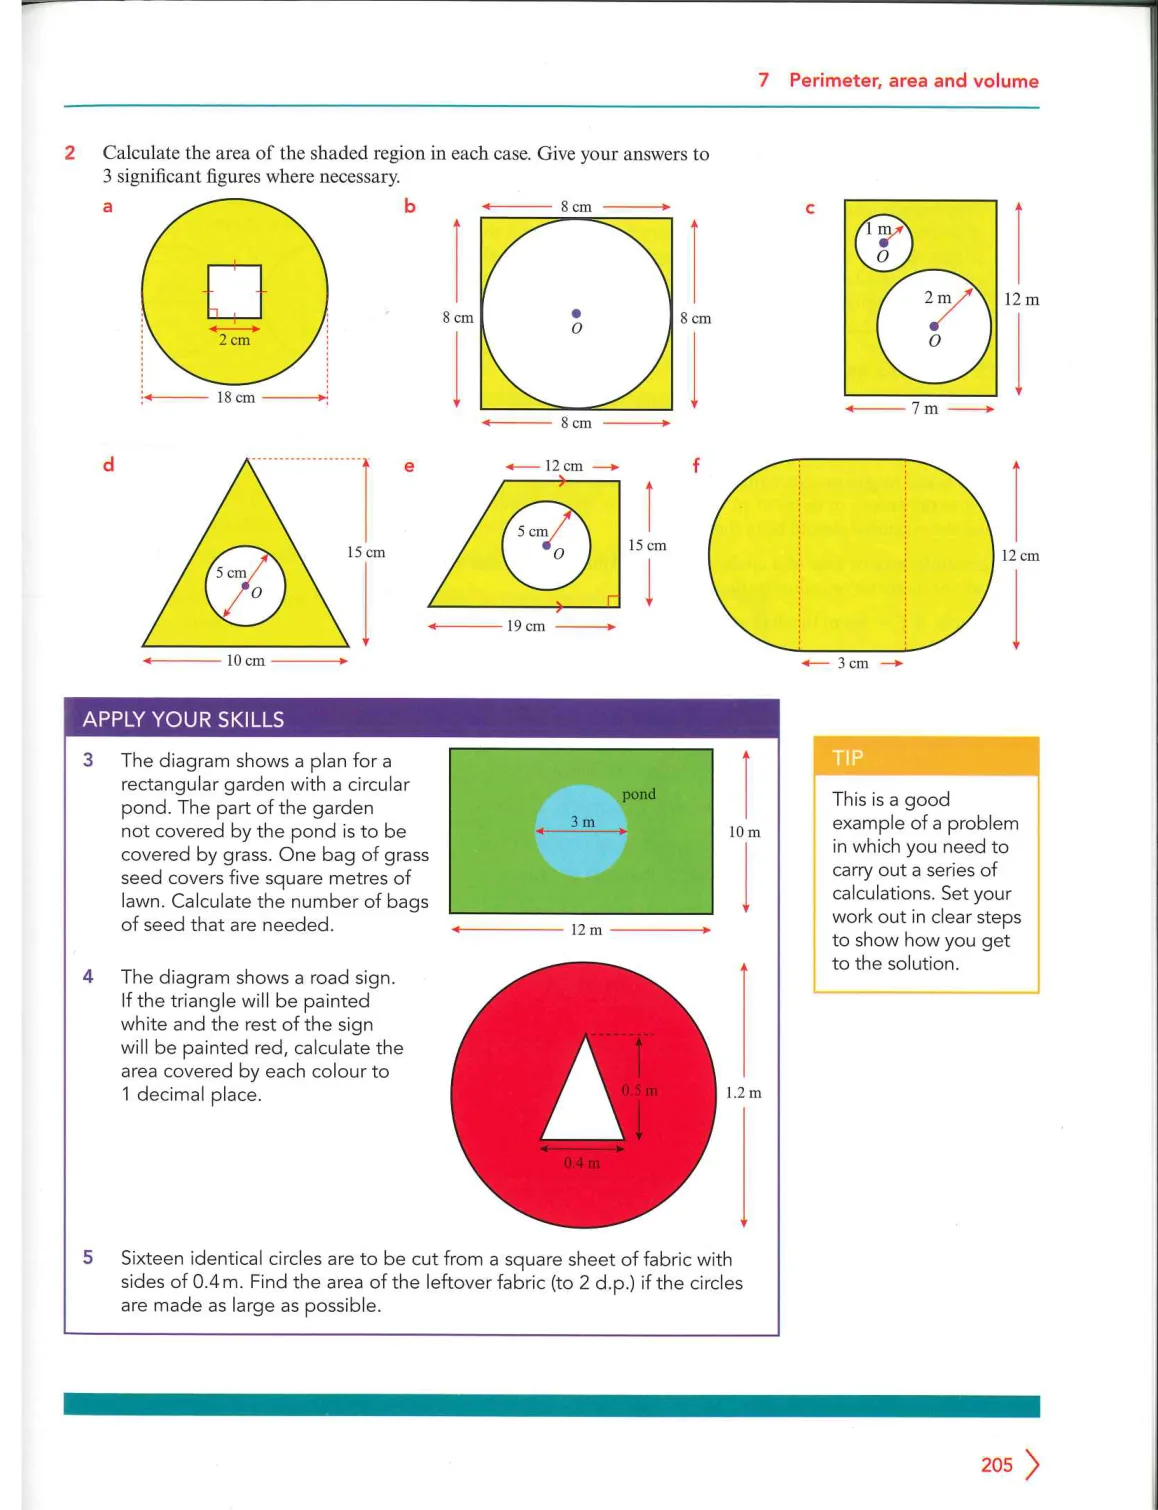 7 Perimeter, area and volume
2 Calculate the area of the shaded region in each case. Give your answers to
3 significant figures where necessary.
a
2 cm
18 cm
b
8 cm
8 cm
O
8 cm
8 cm
c
1 m
O
2 m
O
12 m
7 m
d
5 cm
O
15 cm
10 cm
e
12 cm
5 cm
O
15 cm
19 cm
f
12 cm
3 cm
APPLY YOUR SKILLS
3 The diagram shows a plan for a
rectangular garden with a circular
pond. The part of the garden
not covered by the pond is to be
covered by grass. One bag of grass
seed covers five square metres of
lawn. Calculate the number of bags
of seed that are needed.
pond
3 m
10 m
12 m
4 The diagram shows a road sign.
If the triangle will be painted
white and the rest of the sign
will be painted red, calculate the
area covered by each colour to
1 decimal place.
0.5 m
0.4 m
1.2 m
5 Sixteen identical circles are to be cut from a square sheet of fabric with
sides of 0.4 m. Find the area of the leftover fabric (to 2 d.p.) if the circles
are made as large as possible.
TIP
This is a good
example of a problem
in which you need to
carry out a series of
calculations. Set your
work out in clear steps
to show how you get
to the solution.
205